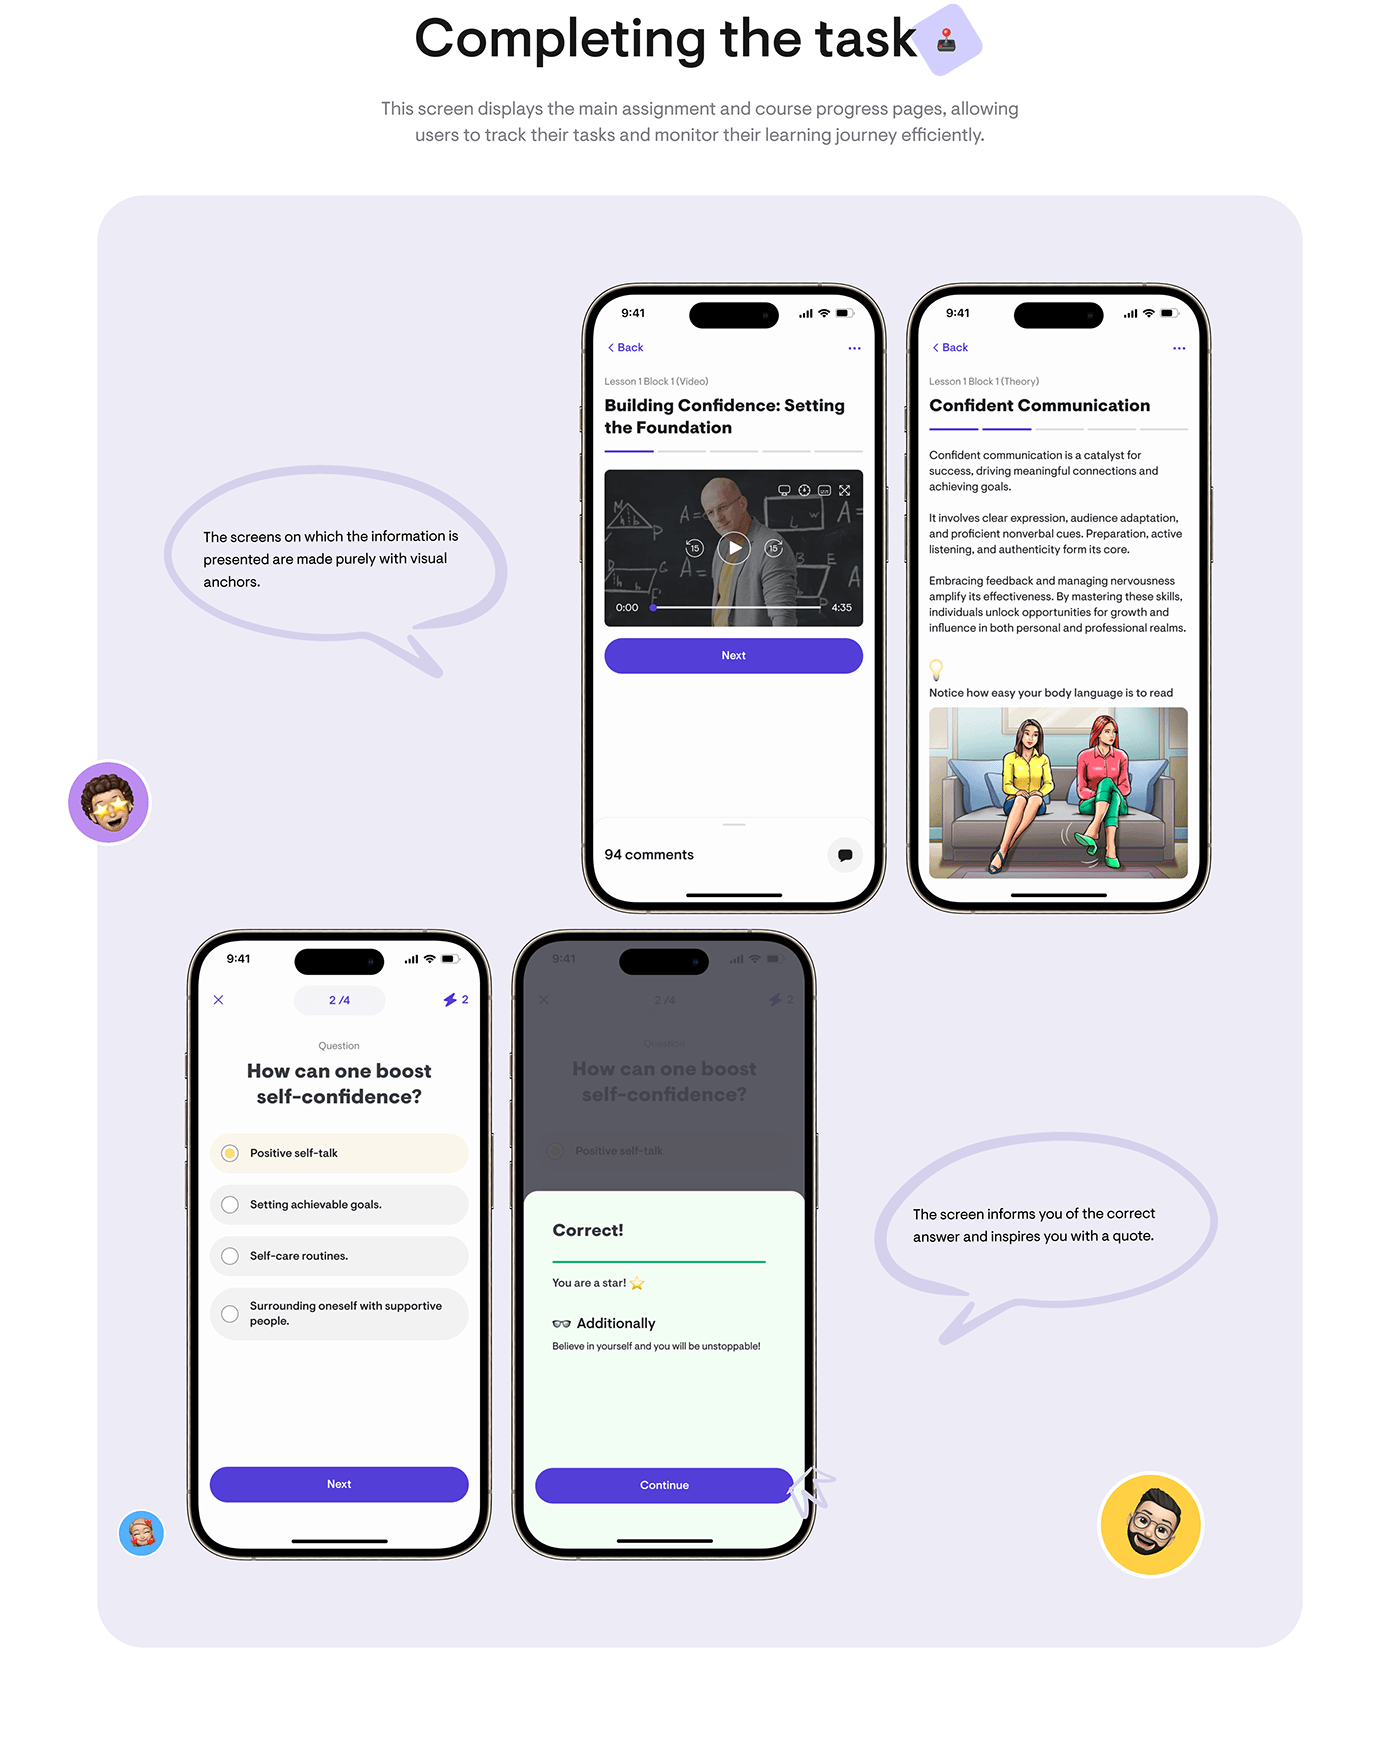 Completing the task
This screen displays the main assignment and course progress pages, allowing
users to track their tasks and monitor their learning journey efficiently.
The screens on which the information is
presented are made purely with visual
anchors.
9:41
Back
Lesson 1 Block 1 (Video)
Building Confidence: Setting
the Foundation
A=
W
A=
15
15
A=
0:00
4:35
Next
94 comments
9:41
Back
Lesson 1 Block 1 (Theory)
Confident Communication
Confident communication is a catalyst for
success, driving meaningful connections and
achieving goals.
It involves clear expression, audience adaptation,
and proficient nonverbal cues. Preparation, active
listening, and authenticity form its core.
Embracing feedback and managing nervousness
amplify its effectiveness. By mastering these skills,
individuals unlock opportunities for growth and
influence in both personal and professional realms.
Notice how easy your body language is to read
9:41
2 /4
2
Question
How can one boost
self-confidence?
Positive self-talk
Setting achievable goals.
Self-care routines.
Surrounding oneself with supportive
people.
Next
9:41
2 /4
2
Question
How can one boost
self-confidence?
Positive self-talk
Correct!
You are a star!
Additionally
Believe in yourself and you will be unstoppable!
Continue
The screen informs you of the correct
answer and inspires you with a quote.